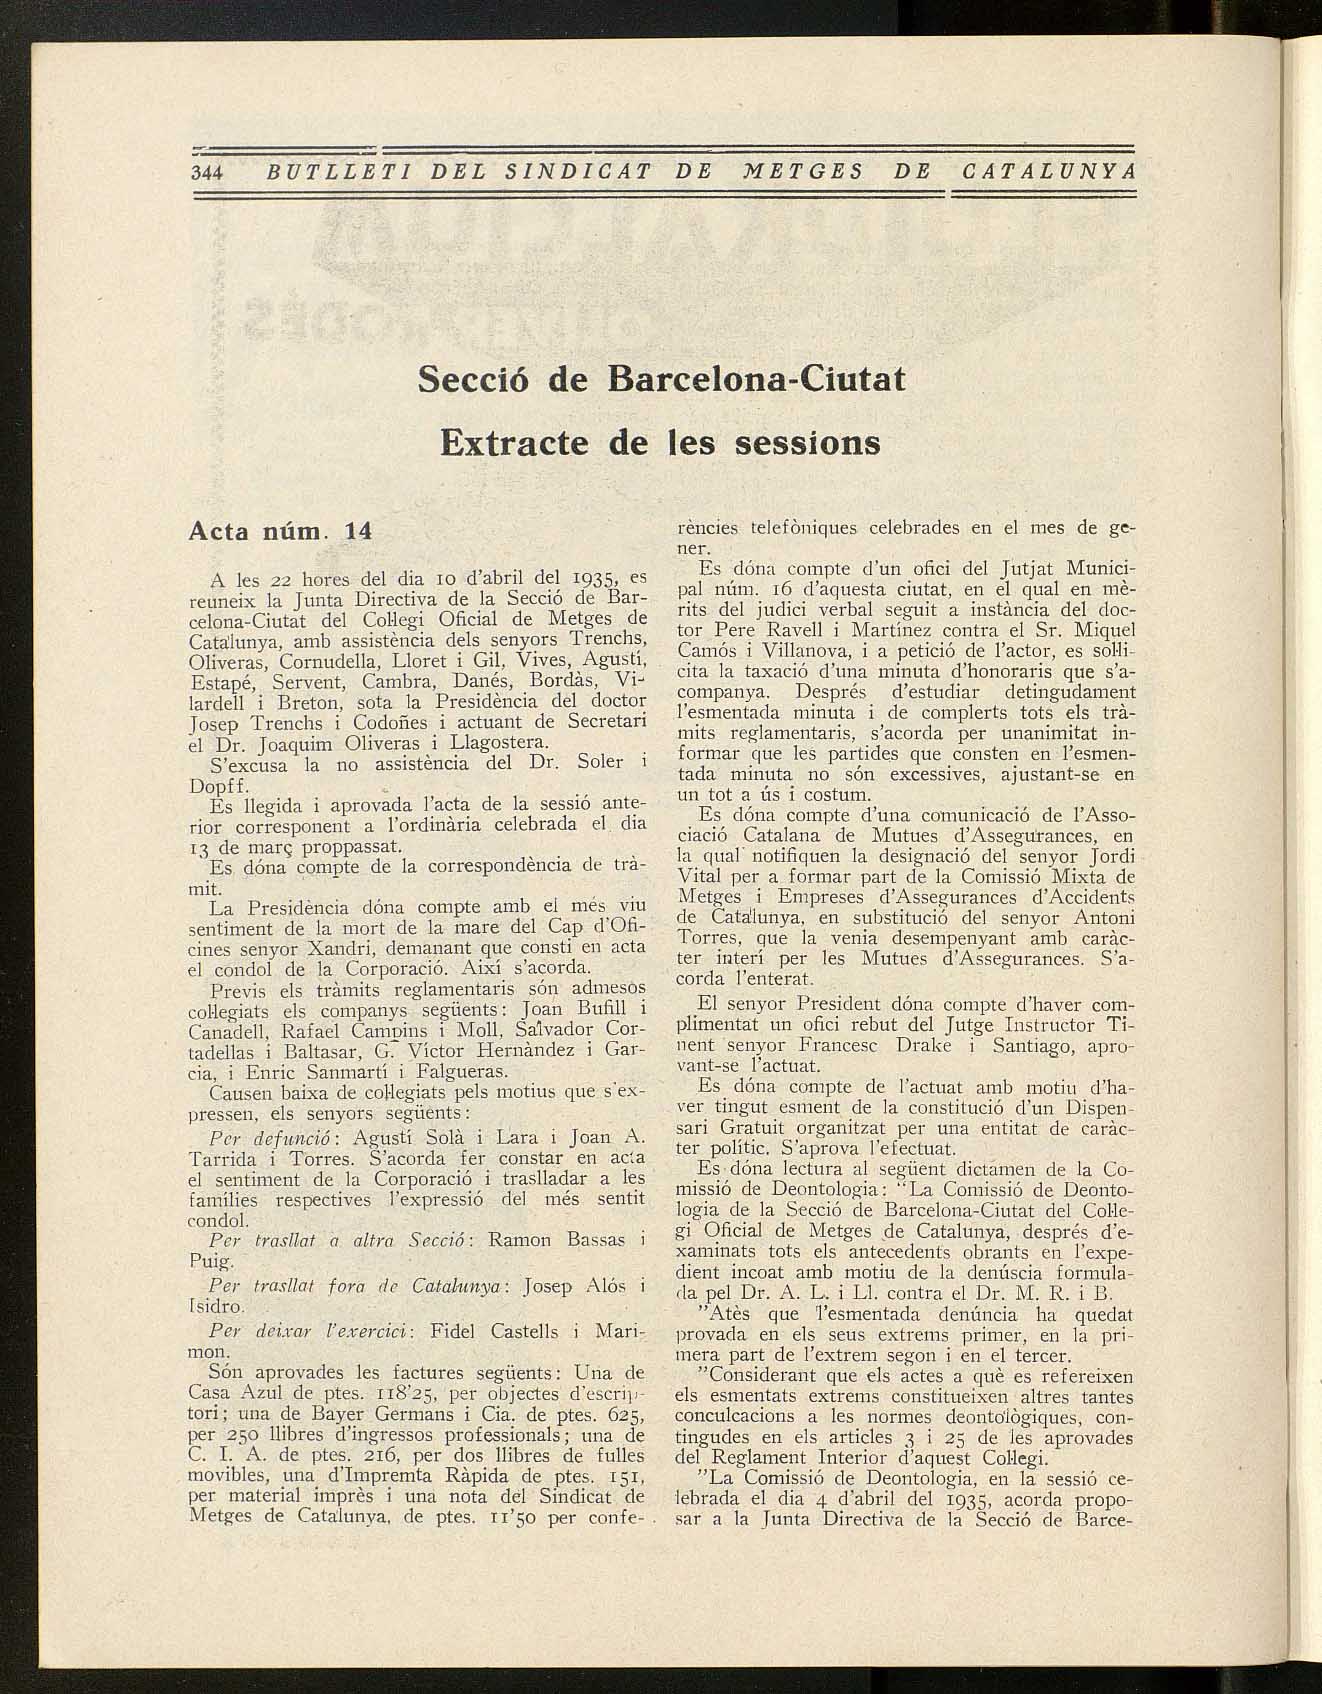 344 BUTLLETI DEL SINDICAT DE METGES DE CATALUNYA
Secció de Barcelona-Ciutat
Extracte de les sessions
Acta núm. 14
A les 22 hores del dia 10 d'abril del 1935, es
reuneix la Junta Directiva de la Secció de Bar-
celona-Ciutat del Col·legi Oficial de Metges de
Catalunya, amb assistència dels senyors Trenchs,
Oliveras, Cornudella, Lloret i Gil, Vives, Agustí,
Estapé, Servent, Cambra, Danés, Bordàs, Vi-
lardell i Breton, sota la Presidència del doctor
Josep Trenchs i Codoñes i actuant de Secretari
el Dr. Joaquim Oliveras i Llagostera.
S'excusa la no assistència del Dr. Soler i
Dopff.
Es llegida i aprovada l'acta de la sessió ante-
rior corresponent a l'ordinària celebrada el dia
13 de març proppassat.
Es dóna compte de la correspondència de trà-
mit.
La Presidència dóna compte amb el més viu
sentiment de la mort de la mare del Cap d'Ofi-
cines senyor Xandri, demanant que consti en acta
el condol de la Corporació. Així s'acorda.
Previs els tràmits reglamentaris són admesos
col·legiats els companys següents: Joan Bufill i
Canadell, Rafael Campins i Moll, Salvador Cor-
tadellas i Baltasar, G. Víctor Hernàndez i Gar-
cia, i Enric Sanmartí i Falgueras.
Causen baixa de col·legiats pels motius que s'ex-
pressen, els senyors següents:
Per defunció: Agustí Solà i Lara i Joan A.
Tarrida i Torres. S'acorda fer constar en acta
el sentiment de la Corporació i traslladar a les
famílies respectives l'expressió del més sentit
condol.
Per trasllat a altra Secció: Ramon Bassas i
Puig.
Per trasllat fora de Catalunya: Josep Alós i
Isidro.
Per deixar l'exercici: Fidel Castells i Mari-
mon.
Són aprovades les factures següents: Una de
Casa Azul de ptes. 118'25, per objectes d'escrip-
tori; una de Bayer Germans i Cia. de ptes. 625,
per 250 llibres d'ingressos professionals; una de
C. I. A. de ptes. 216, per dos llibres de fulles
movibles, una d'Impremta Ràpida de ptes. 151,
per material imprès i una nota del Sindicat de
Metges de Catalunya, de ptes. 11'50 per confe-
rències telefòniques celebrades en el mes de ge-
ner.
Es dóna compte d'un ofici del Jutjat Munici-
pal núm. 16 d'aquesta ciutat, en el qual en mè-
rits del judici verbal seguit a instància del doc-
tor Pere Ravell i Martínez contra el Sr. Miquel
Camós i Villanova, i a petició de l'actor, es sol·li-
cita la taxació d'una minuta d'honoraris que s'a-
companya. Després d'estudiar detingudament
l'esmentada minuta i de complerts tots els trà-
mits reglamentaris, s'acorda per unanimitat in-
formar que les partides que consten en l'esmen-
tada minuta no són excessives, ajustant-se en
un tot a ús i costum.
Es dóna compte d'una comunicació de l'Asso-
ciació Catalana de Mutues d'Assegurances, en
la qual notifiquen la designació del senyor Jordi
Vital per a formar part de la Comissió Mixta de
Metges i Empreses d'Assegurances d'Accidents
de Catalunya, en substitució del senyor Antoni
Torres, que la venia desempenyant amb caràc-
ter interí per les Mutues d'Assegurances. S'a-
corda l'enterat.
El senyor President dóna compte d'haver com-
plimentat un ofici rebut del Jutge Instructor Ti-
nent senyor Francesc Drake i Santiago, apro-
vant-se l'actuat.
Es dóna compte de l'actuat amb motiu d'ha-
ver tingut esment de la constitució d'un Dispen-
sari Gratuit organitzat per una entitat de caràc-
ter polític. S'aprova l'efectuat.
Es dóna lectura al següent dictamen de la Co-
missió de Deontologia: "La Comissió de Deonto-
logia de la Secció de Barcelona-Ciutat del Col·le-
gi Oficial de Metges de Catalunya, després d'e-
xaminats tots els antecedents obrants en l'expe-
dient incoat amb motiu de la denúscia formula-
da pel Dr. A. L. i Ll. contra el Dr. M. R. i B.
"Atès que l'esmentada denúncia ha quedat
provada en els seus extrems primer, en la pri-
mera part de l'extrem segon i en el tercer.
"Considerant que els actes a què es refereixen
els esmentats extrems constitueixen altres tantes
conculcacions a les normes deontològiques, con-
tingudes en els articles 3 i 25 de les aprovades
del Reglament Interior d'aquest Col·legi.
"La Comissió de Deontologia, en la sessió ce-
lebrada el dia 4 d'abril del 1935, acorda propo-
sar a la Junta Directiva de la Secció de Barce-